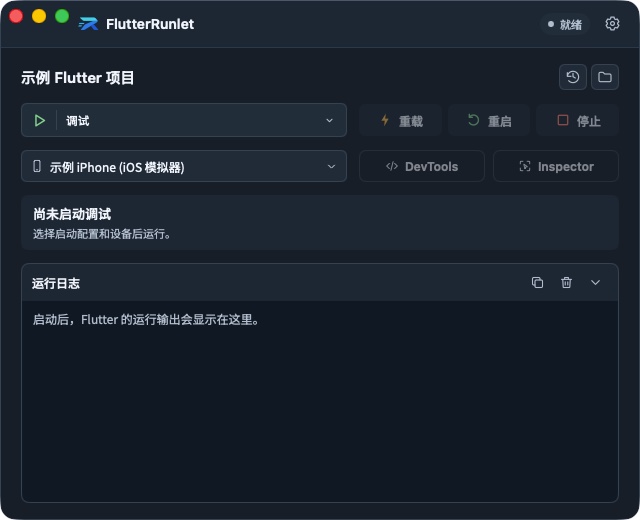 FlutterRunlet
就绪
示例 Flutter 项目
调试
重载
重启
停止
示例 iPhone (iOS 模拟器)
DevTools
Inspector
尚未启动调试
选择启动配置和设备后运行。
运行日志
启动后，Flutter 的运行输出会显示在这里。